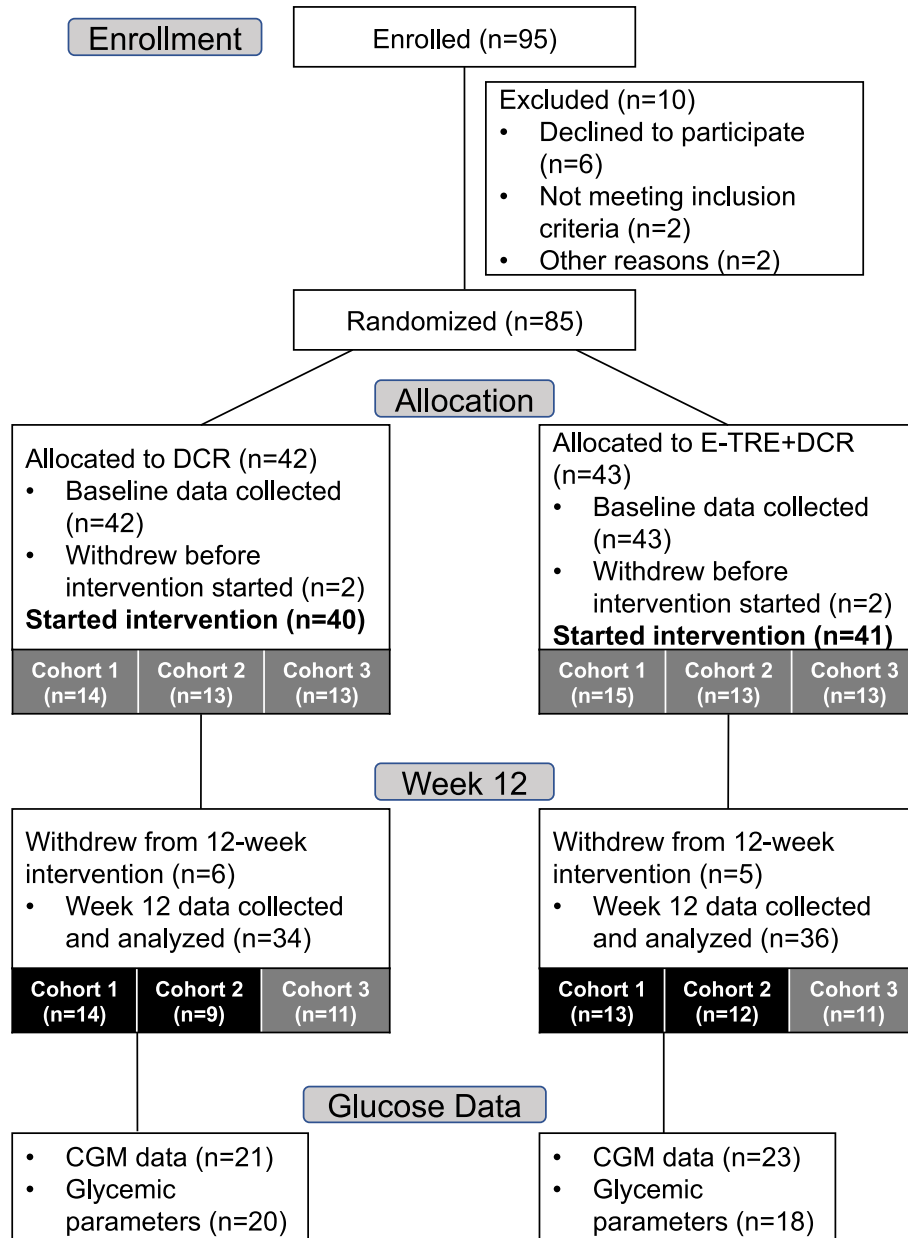 Enrollment
Enrolled (n=95)
Excluded (n=10)
• Declined to participate
(n=6)
• Not meeting inclusion
criteria (n=2)
• Other reasons (n=2)
Randomized (n=85)
Allocation
Allocated to DCR (n=42)
• Baseline data collected
(n=42)
• Withdrew before
intervention started (n=2)
Started intervention (n=40)
Cohort 1 Cohort 2 Cohort 3
(n=14) (n=13) (n=13)
Allocated to E-TRE+DCR
(n=43)
• Baseline data collected
(n=43)
• Withdrew before
intervention started (n=2)
Started intervention (n=41)
Cohort 1 Cohort 2 Cohort 3
(n=15) (n=13) (n=13)
Week 12
Withdrew from 12-week
intervention (n=6)
• Week 12 data collected
and analyzed (n=34)
Cohort 1 Cohort 2 Cohort 3
(n=14) (n=9) (n=11)
Withdrew from 12-week
intervention (n=5)
• Week 12 data collected
and analyzed (n=36)
Cohort 1 Cohort 2 Cohort 3
(n=13) (n=12) (n=11)
Glucose Data
• CGM data (n=21)
• Glycemic
parameters (n=20)
• CGM data (n=23)
• Glycemic
parameters (n=18)